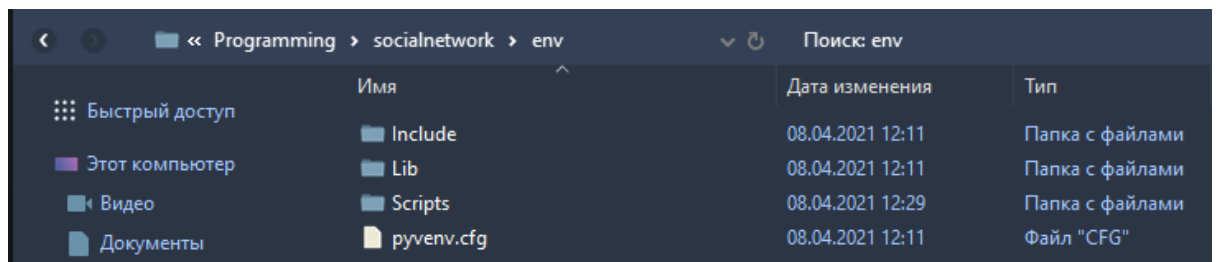 « Programming > socialnetwork > env Поиск: env
Имя Дата изменения Тип
Быстрый доступ
Include 08.04.2021 12:11 Папка с файлами
Этот компьютер
Lib 08.04.2021 12:11 Папка с файлами
Видео
Scripts 08.04.2021 12:29 Папка с файлами
Документы
pyvenv.cfg 08.04.2021 12:11 Файл "CFG"